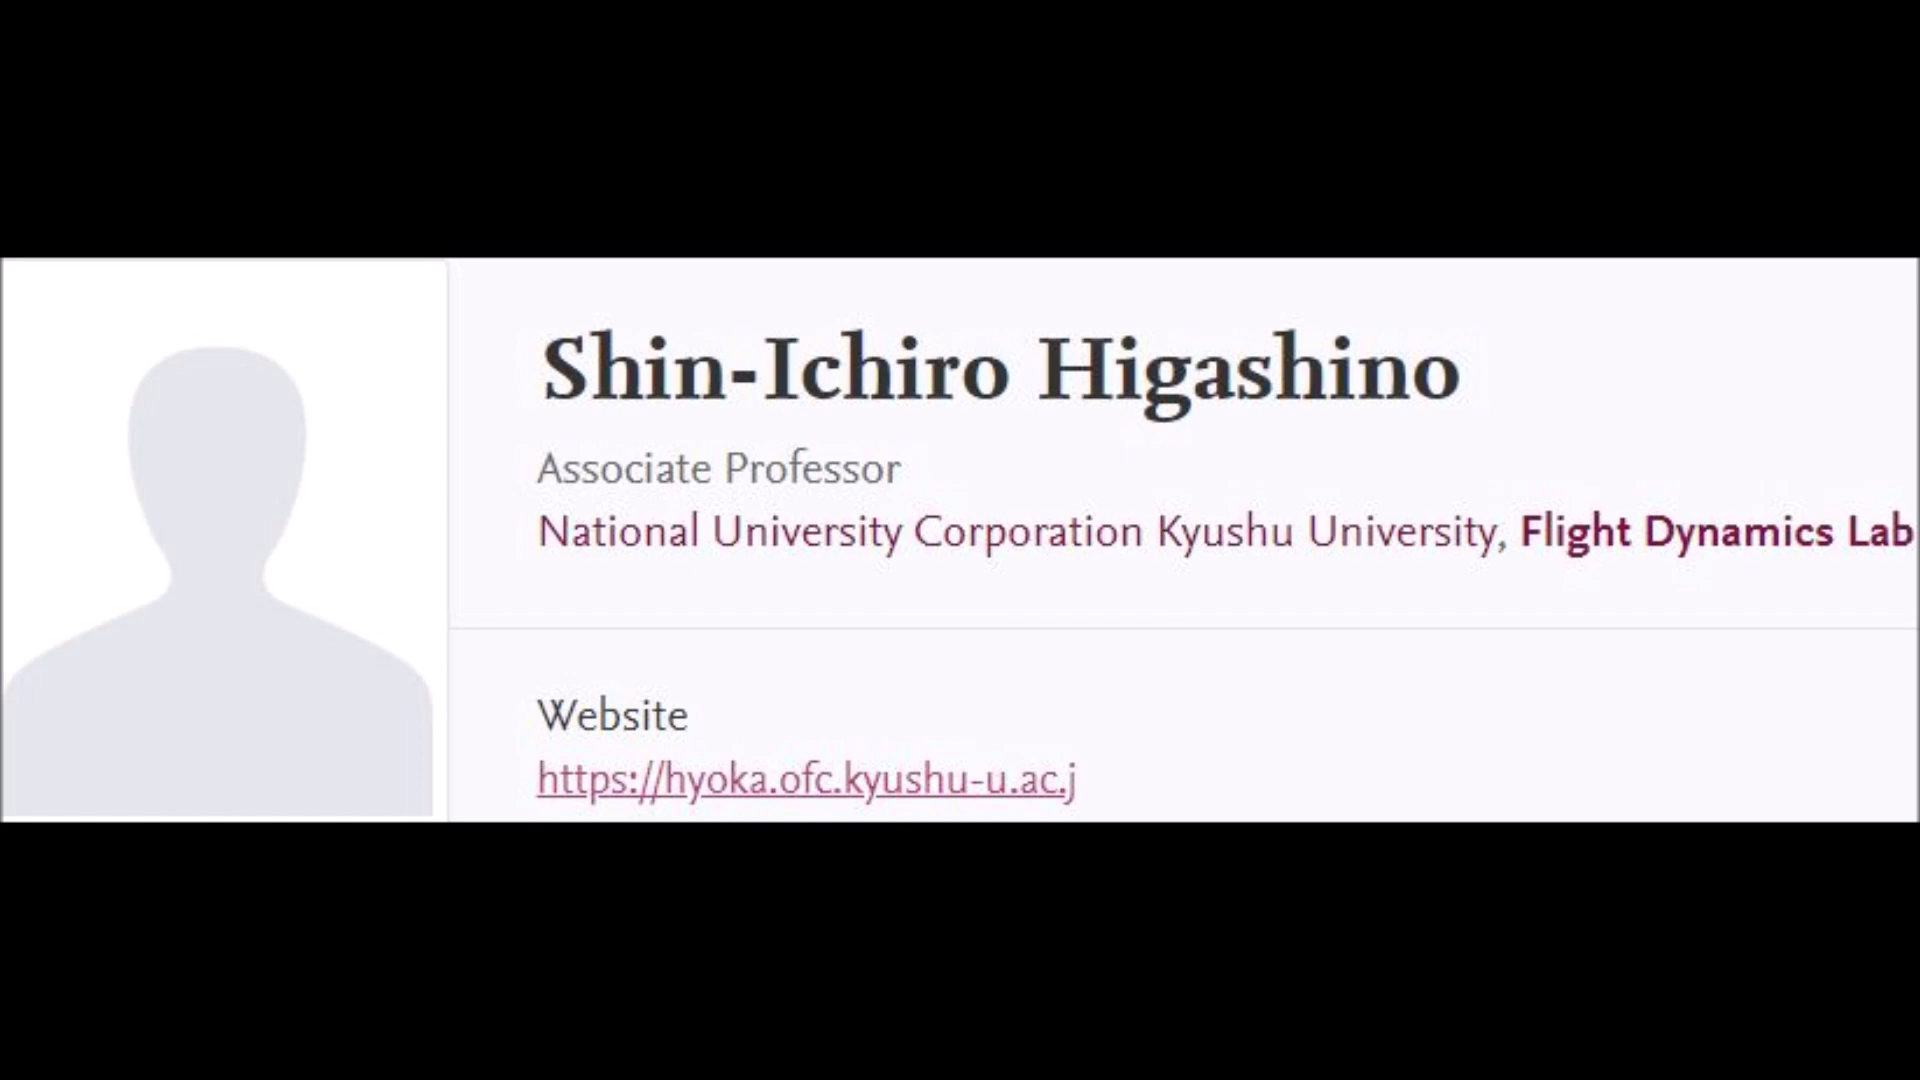 Shin-Ichiro Higashino
Associate Professor
National University Corporation Kyushu University, Flight Dynamics Lab
Website
https://hyoka.ofc.kyushu-u.ac.j